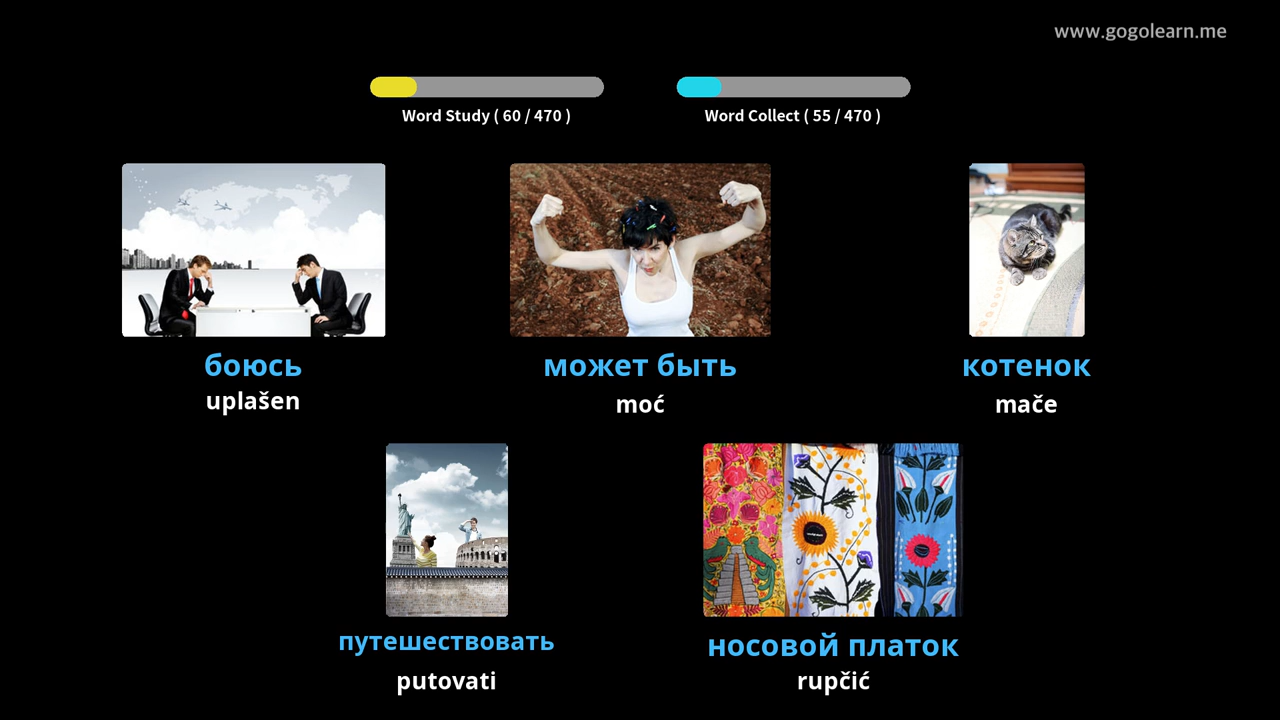 www.gogolearn.me
Word Study ( 60 / 470 )
Word Collect ( 55 / 470 )
боюсь
uplašen
может быть
moć
котенок
mače
путешествовать
putovati
носовой платок
rupčić